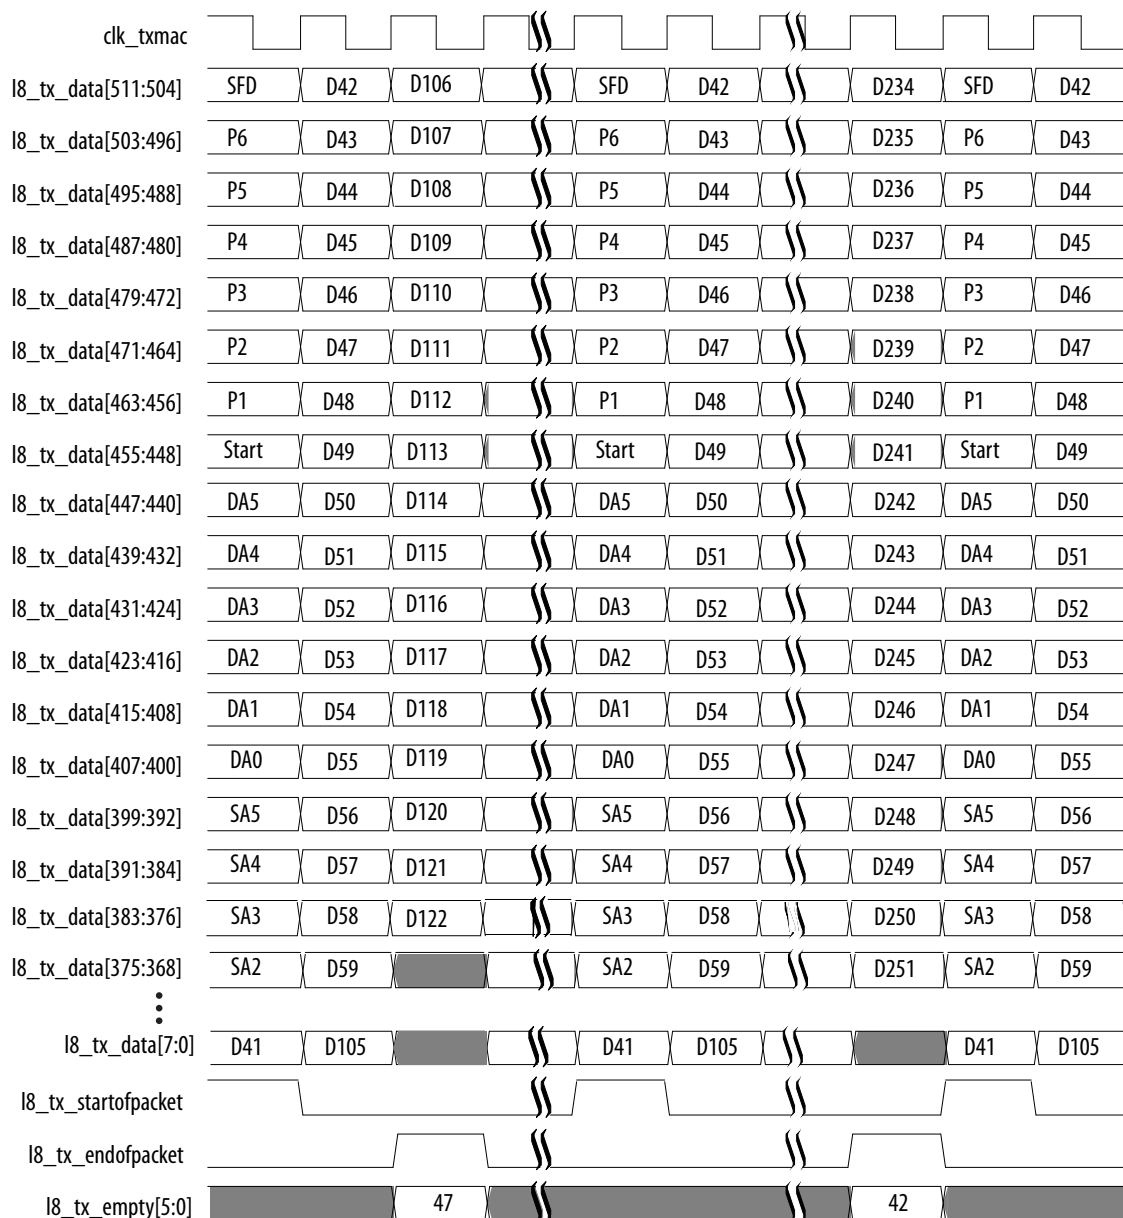 clk_txmac
l8_tx_data[511:504] SFD D42 D106 SFD D42 D234 SFD D42
l8_tx_data[503:496] P6 D43 D107 P6 D43 D235 P6 D43
l8_tx_data[495:488] P5 D44 D108 P5 D44 D236 P5 D44
l8_tx_data[487:480] P4 D45 D109 P4 D45 D237 P4 D45
l8_tx_data[479:472] P3 D46 D110 P3 D46 D238 P3 D46
l8_tx_data[471:464] P2 D47 D111 P2 D47 D239 P2 D47
l8_tx_data[463:456] P1 D48 D112 P1 D48 D240 P1 D48
l8_tx_data[455:448] Start D49 D113 Start D49 D241 Start D49
l8_tx_data[447:440] DA5 D50 D114 DA5 D50 D242 DA5 D50
l8_tx_data[439:432] DA4 D51 D115 DA4 D51 D243 DA4 D51
l8_tx_data[431:424] DA3 D52 D116 DA3 D52 D244 DA3 D52
l8_tx_data[423:416] DA2 D53 D117 DA2 D53 D245 DA2 D53
l8_tx_data[415:408] DA1 D54 D118 DA1 D54 D246 DA1 D54
l8_tx_data[407:400] DA0 D55 D119 DA0 D55 D247 DA0 D55
l8_tx_data[399:392] SA5 D56 D120 SA5 D56 D248 SA5 D56
l8_tx_data[391:384] SA4 D57 D121 SA4 D57 D249 SA4 D57
l8_tx_data[383:376] SA3 D58 D122 SA3 D58 D250 SA3 D58
l8_tx_data[375:368] SA2 D59 SA2 D59 D251 SA2 D59
l8_tx_data[7:0] D41 D105 D41 D105 D41 D105
l8_tx_startofpacket
l8_tx_endofpacket
l8_tx_empty[5:0] 47 42